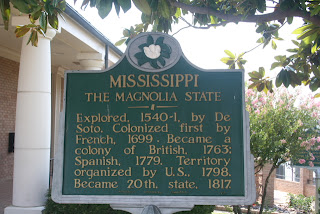 MISSISSIPPI
THE MAGNOLIA STATE
Explored, 1540-1, by De
Soto. Colonized first by
French, 1699. Became a
colony of British, 1763;
Spanish, 1779. Territory
organized by U.S., 1798.
Became 20th. state, 1817.